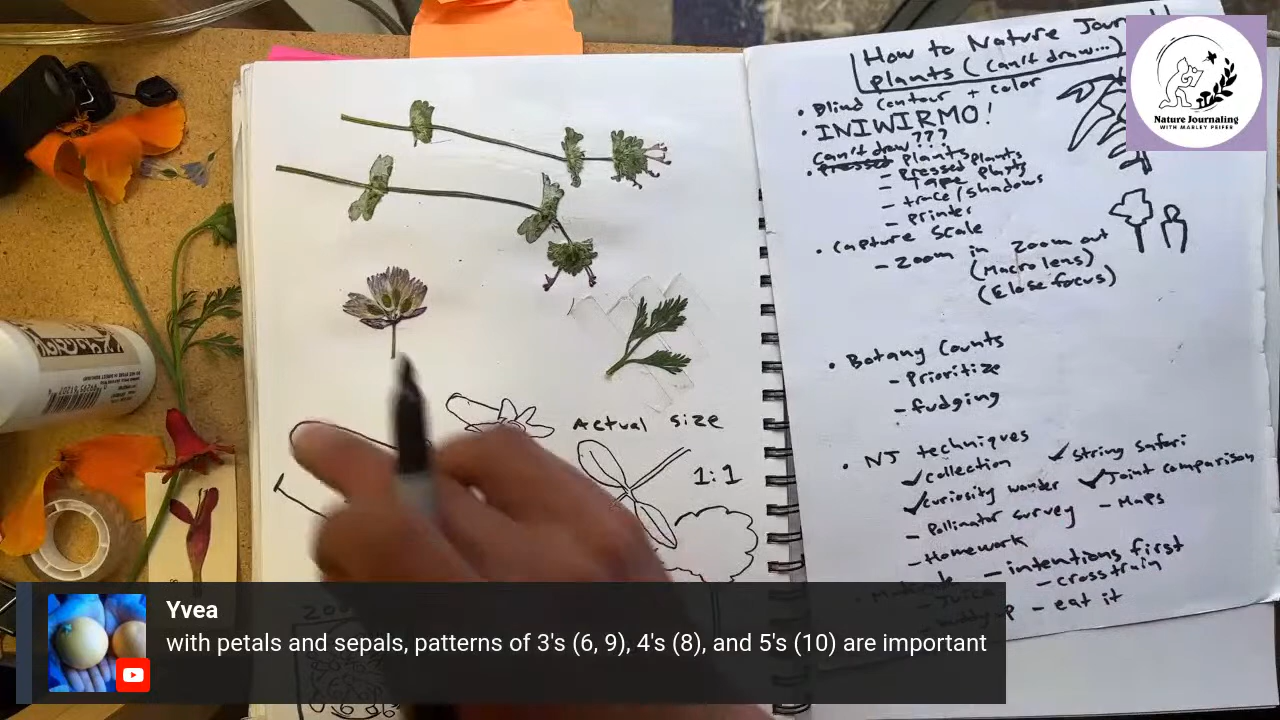 How to Nature Jour
plants (can't draw...)
• Blind contour + color
• INIWIRMO!
can't draw???
• pressed plants
- Pressed plants
- Tape plants
- trace/shadows
- printer
• Capture Scale
- Zoom in Zoom out
(Macro lens)
(Close focus)
• Botany Counts
- Prioritize
- fudging
• NJ techniques
✓ collection ✓ String safari
✓ curiosity wonder ✓ Joint comparison
- Pollinator survey - Maps
- Homework
- intentions first
- crosstrain
- Juice
- eat it
Nature Journaling
WITH MARLEY PEIFER
Actual size
1:1
Yvea
with petals and sepals, patterns of 3's (6, 9), 4's (8), and 5's (10) are important